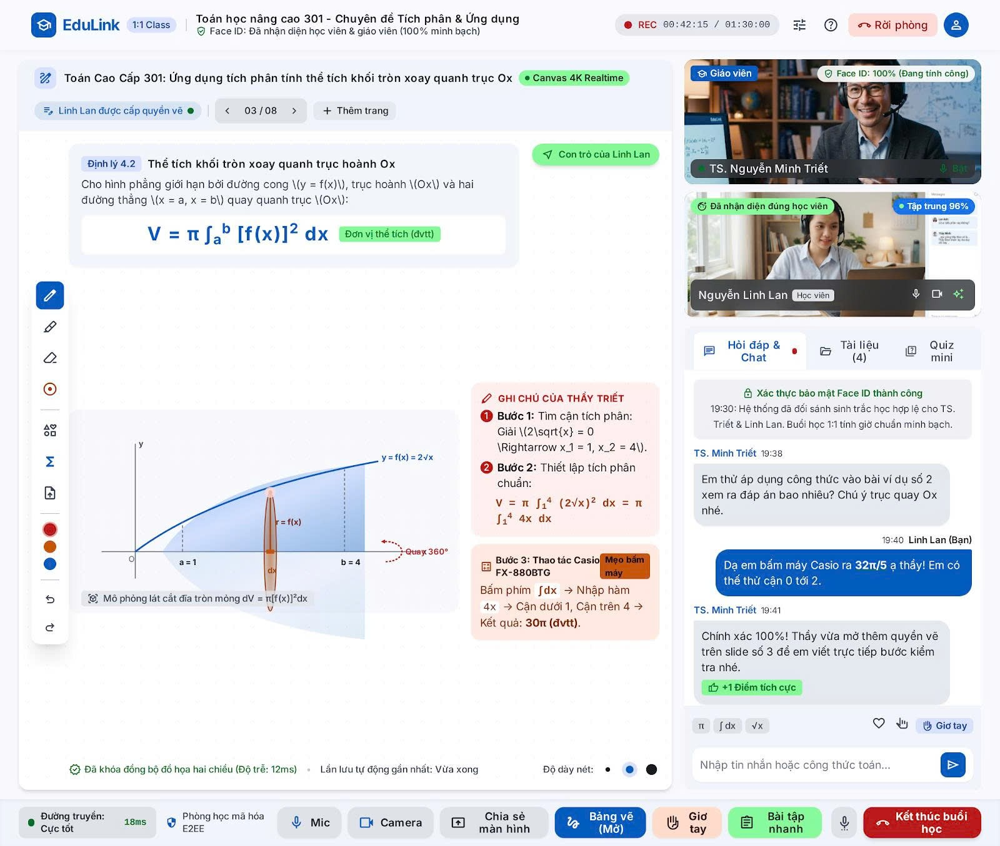 EduLink 1:1 Class
Toán học nâng cao 301 - Chuyên đề Tích phân & Ứng dụng
Face ID: Đã nhận diện học viên & giáo viên (100% minh bạch)
REC 00:42:15 / 01:30:00
Rời phòng
Toán Cao Cấp 301: Ứng dụng tích phân tính thể tích khối tròn xoay quanh trục Ox
Canvas 4K Realtime
Linh Lan được cấp quyền vẽ
03 / 08
Thêm trang
Định lý 4.2 Thể tích khối tròn xoay quanh trục hoành Ox
Cho hình phẳng giới hạn bởi đường cong \(y = f(x)\), trục hoành \(Ox\) và hai
đường thẳng \(x = a, x = b\) quay quanh trục \(Ox\):
V = π ∫ₐᵇ [f(x)]² dx
Đơn vị thể tích (đvtt)
Con trỏ của Linh Lan
y
y = f(x) = 2√x
r = f(x)
O
a = 1
dx
b = 4
Quay 360°
x
Mô phỏng lát cắt đĩa tròn mỏng dV = π[f(x)]²dx
GHI CHÚ CỦA THẦY TRIẾT
1 Bước 1: Tìm cận tích phân:
Giải \(2\sqrt{x} = 0
\Rightarrow x_1 = 1, x_2 = 4\).
2 Bước 2: Thiết lập tích phân
chuẩn:
V = π ∫₁⁴ (2√x)² dx = π
∫₁⁴ 4x dx
Bước 3: Thao tác Casio
FX-880BTG
Mẹo bấm
máy
Bấm phím ∫dx → Nhập hàm
4x → Cận dưới 1, Cận trên 4 →
Kết quả: 30π (đvtt).
Đã khóa đồng bộ đồ họa hai chiều (Độ trễ: 12ms) • Lần lưu tự động gần nhất: Vừa xong
Độ dày nét:
Giáo viên
Face ID: 100% (Đang tính công)
EduLink
TS. Nguyễn Minh Triết
Bật
Đã nhận diện đúng học viên
Tập trung 96%
Messages
Nguyễn Linh Lan Học viên
Hỏi đáp &
Chat
Tài liệu
(4)
Quiz
mini
Xác thực bảo mật Face ID thành công
19:30: Hệ thống đã đối sánh sinh trắc học hợp lệ cho TS.
Triết & Linh Lan. Buổi học 1:1 tính giờ chuẩn minh bạch.
TS. Minh Triết 19:38
Em thử áp dụng công thức vào bài ví dụ số 2
xem ra đáp án bao nhiêu? Chú ý trục quay Ox
nhé.
19:40 Linh Lan (Bạn)
Dạ em bấm máy Casio ra 32π/5 ạ thầy! Em có
thế thử cận 0 tới 2.
TS. Minh Triết 19:41
Chính xác 100%! Thầy vừa mở thêm quyền vẽ
trên slide số 3 để em viết trực tiếp bước kiểm
tra nhé.
+1 Điểm tích cực
π ∫ dx √x
Giơ tay
Nhập tin nhắn hoặc công thức toán...
Đường truyền:
Cực tốt
18ms
Phòng học mã hóa
E2EE
Mic
Camera
Chia sẻ
màn hình
Bảng vẽ
(Mở)
Giơ
tay
Bài tập
nhanh
Kết thúc buổi
học